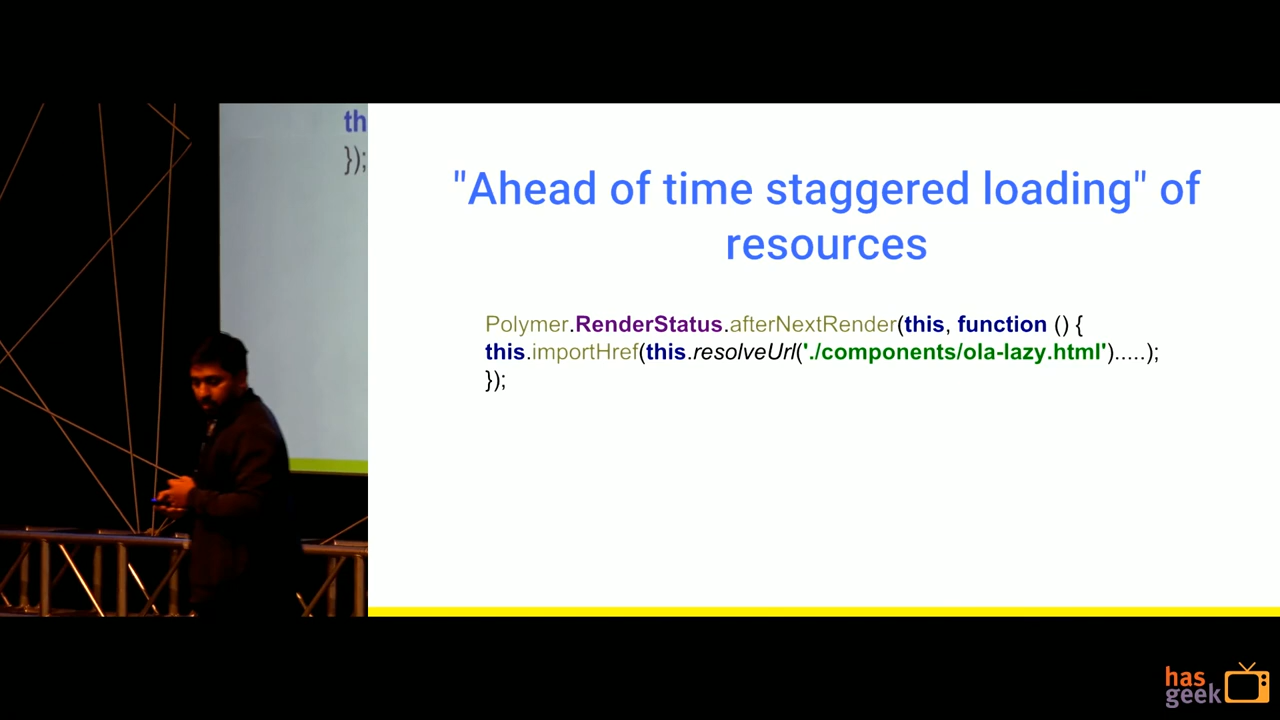 th
});
"Ahead of time staggered loading" of
resources
Polymer.RenderStatus.afterNextRender(this, function () {
this.importHref(this.resolveUrl('./components/ola-lazy.html').....);
});
has
geek